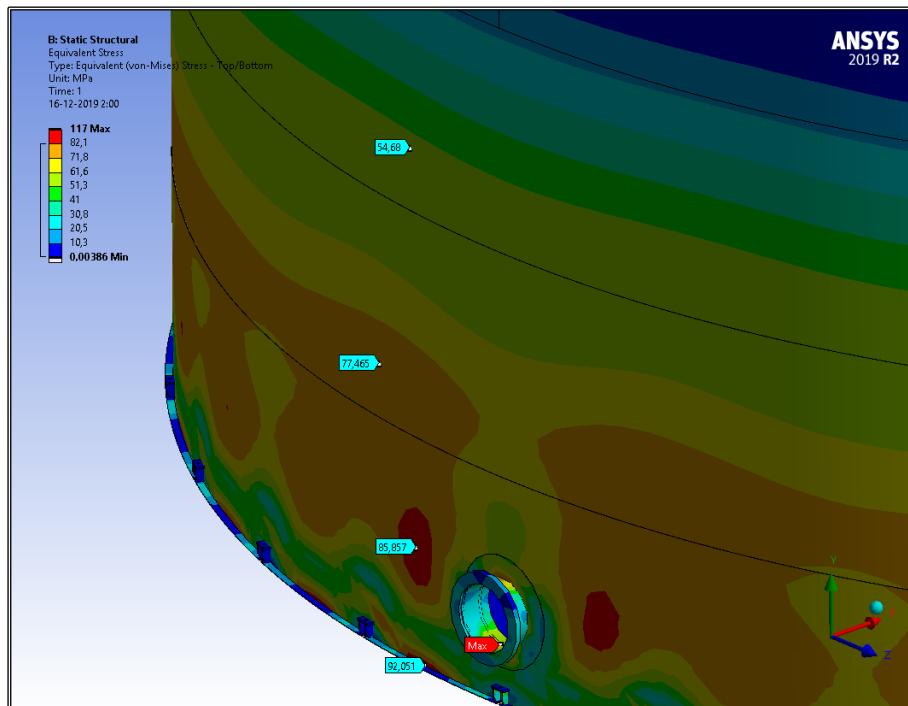 B: Static Structural
Equivalent Stress
Type: Equivalent (von-Mises) Stress - Top/Bottom
Unit: MPa
Time: 1
16-12-2019 2:00
117 Max
82,1
71,8
61,6
51,3
41
30,8
20,5
10,3
0,00386 Min
ANSYS
2019 R2
54,68
77,465
85,857
Max
92,051
Y
X
Z